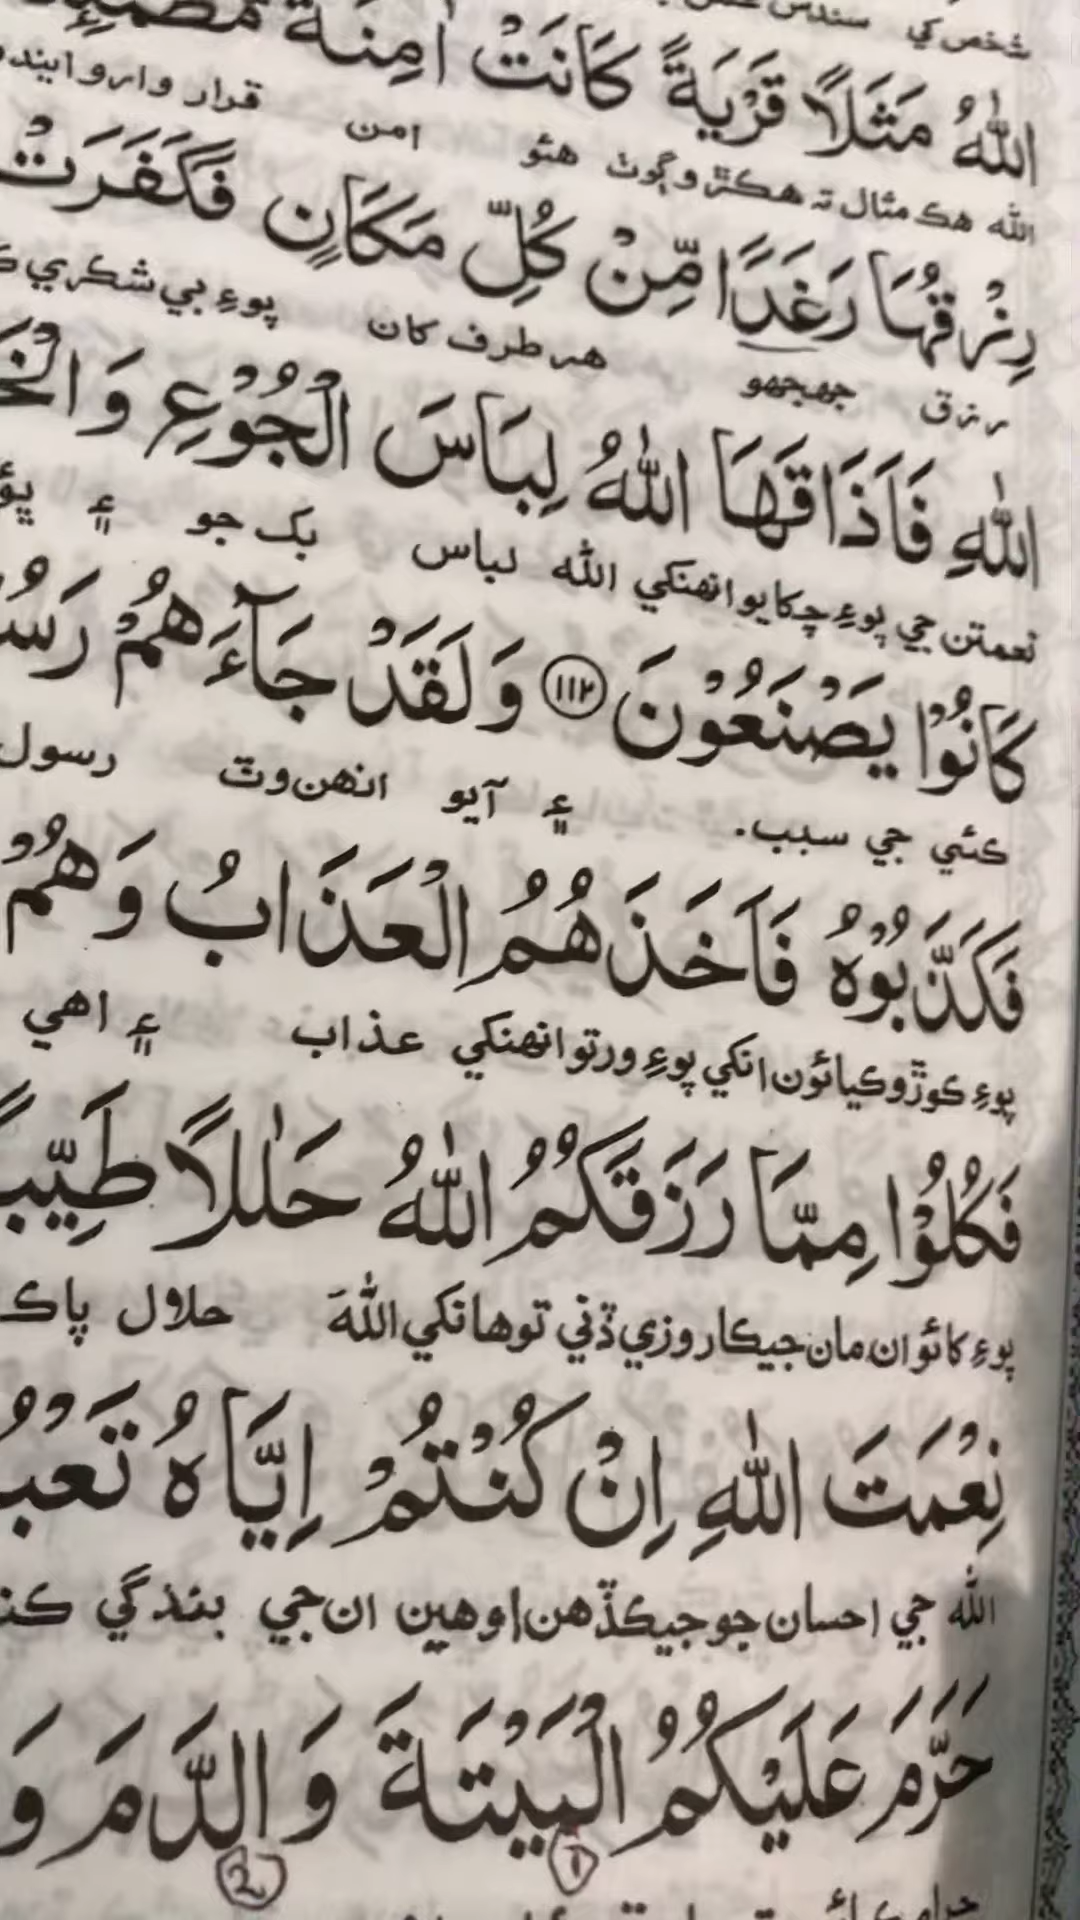 شخص کي سندس
اللّٰهُ مَثَلًا قَرْيَةً كَانَتْ اٰمِنَةً
الله هڪ مثال ته هڪڙو ڳوٺ هئو امن قرار وارو
رِزْقُهَا رَغَدًا مِّنْ كُلِّ مَكَانٍ فَكَفَرَتْ
رزق جهجهو هر طرف کان پوءِ بي شڪري
اللّٰهِ فَاَذَاقَهَا اللّٰهُ لِبَاسَ الْجُوْعِ وَ
نعمتن جي پوءِ چکايو انهنکي الله لباس بک جو ۽
كَانُوْا يَصْنَعُوْنَ ﴿۱۱۲﴾ وَلَقَدْ جَآءَهُمْ
ڪئي جي سبب. ۽ آيو انهن وٽ رسول
فَكَذَّبُوْهُ فَاَخَذَهُمُ الْعَذَابُ وَهُمْ
پوءِ ڪوڙو ڪيائون انکي پوءِ ورتو انهنکي عذاب ۽ اهي
فَكُلُوْا مِمَّا رَزَقَكُمُ اللّٰهُ حَلٰلًا
پوءِ کائو ان مان جيڪا روزي ڏني توهانکي اللهَ حلال پاڪ
نِعْمَتَ اللّٰهِ اِنْ كُنْتُمْ اِيَّاهُ
الله جي احسان جو جيڪڏهن اوهين ان جي بندگي
حَرَّمَ عَلَيْكُمُ الْمَيْتَةَ وَالدَّمَ وَ
1 2